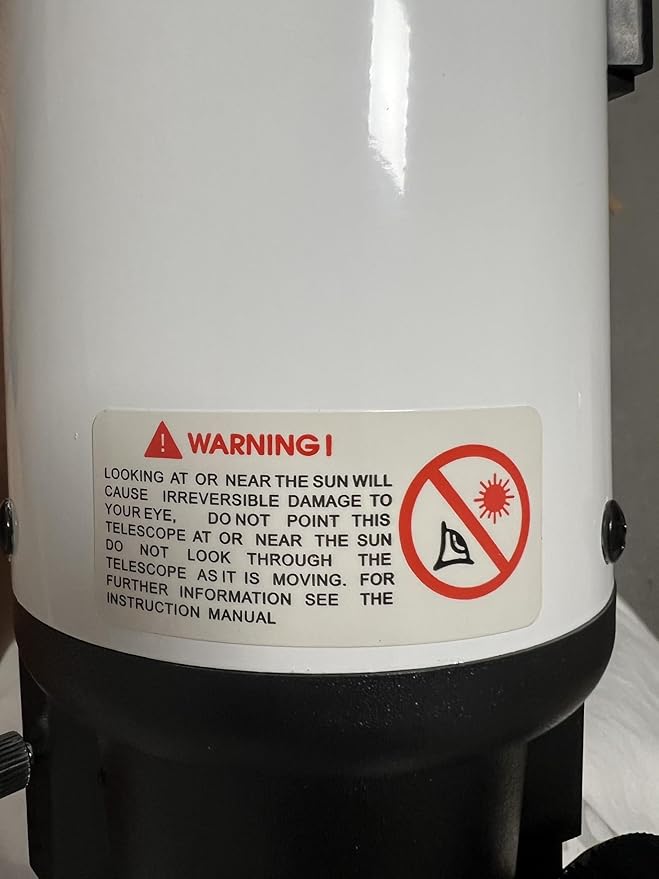 WARNING!
LOOKING AT OR NEAR THE SUN WILL
CAUSE IRREVERSIBLE DAMAGE TO
YOUR EYE, DO NOT POINT THIS
TELESCOPE AT OR NEAR THE SUN
DO NOT LOOK THROUGH THE
TELESCOPE AS IT IS MOVING. FOR
FURTHER INFORMATION SEE THE
INSTRUCTION MANUAL